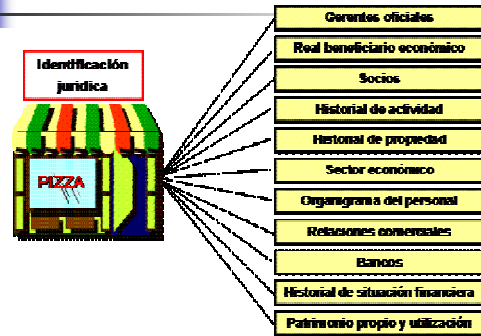 Identificación
jurídica
PIZZA
Gerentes oficiales
Real beneficiario económico
Socios
Historial de actividad
Historial de propiedad
Sector económico
Organigrama del personal
Relaciones comerciales
Bancos
Historial de situación financiera
Patrimonio propio y utilización